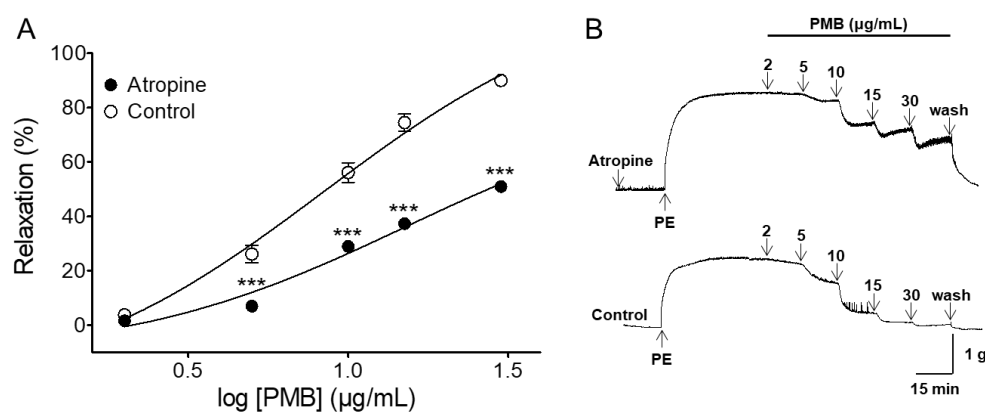 A
Relaxation (%)
100
80
60
40
20
0
Atropine
Control
***
***
***
***
0.5
1.0
1.5
log [PMB] (µg/mL)
B
PMB (µg/mL)
2
5
10
15
30
wash
Atropine
PE
2
5
10
15
30
wash
Control
PE
1 g
15 min